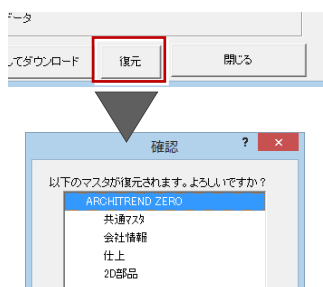 データ
してダウンロード
復元
閉じる
確認
?
×
以下のマスタが復元されます。よろしいですか?
ARCHITREND ZERO
共通マスタ
会社情報
仕上
2D部品